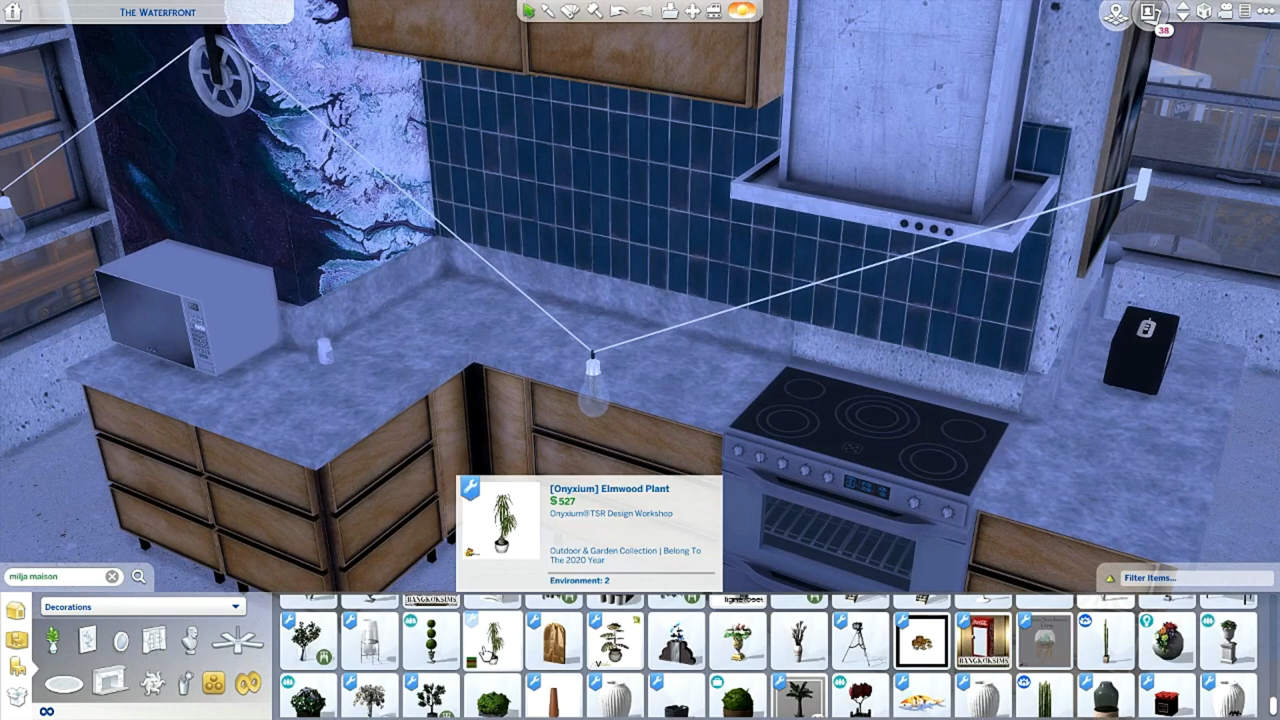 THE WATERFRONT
38
[Onyxium] Elmwood Plant
§527
Onyxium@TSR Design Workshop
Outdoor & Garden Collection | Belong To
The 2020 Year
Environment: 2
milja maison
Filter Items...
Decorations
BANGKOKSIMS
BANGKOKSIMS